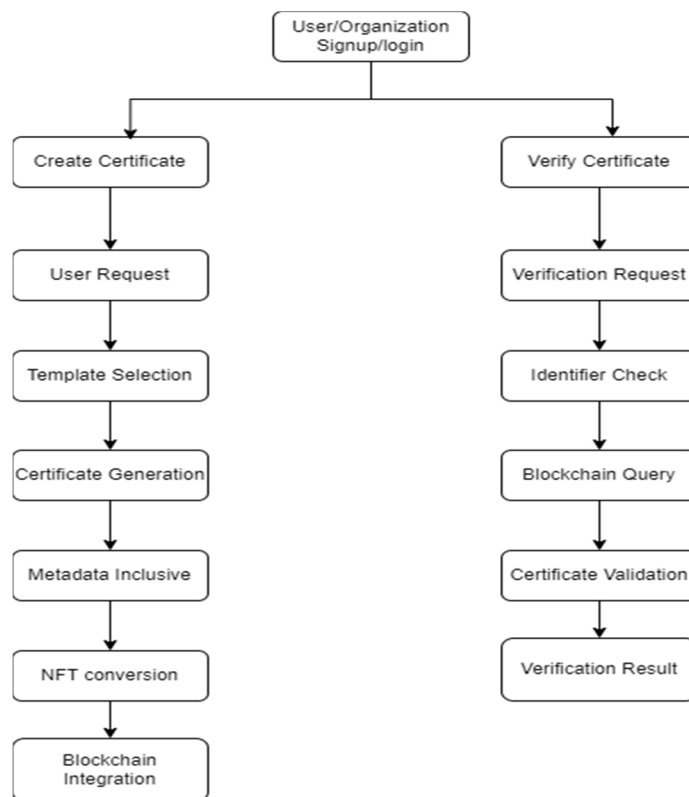 User/Organization
Signup/login
Create Certificate
User Request
Template Selection
Certificate Generation
Metadata Inclusive
NFT conversion
Blockchain
Integration
Verify Certificate
Verification Request
Identifier Check
Blockchain Query
Certificate Validation
Verification Result